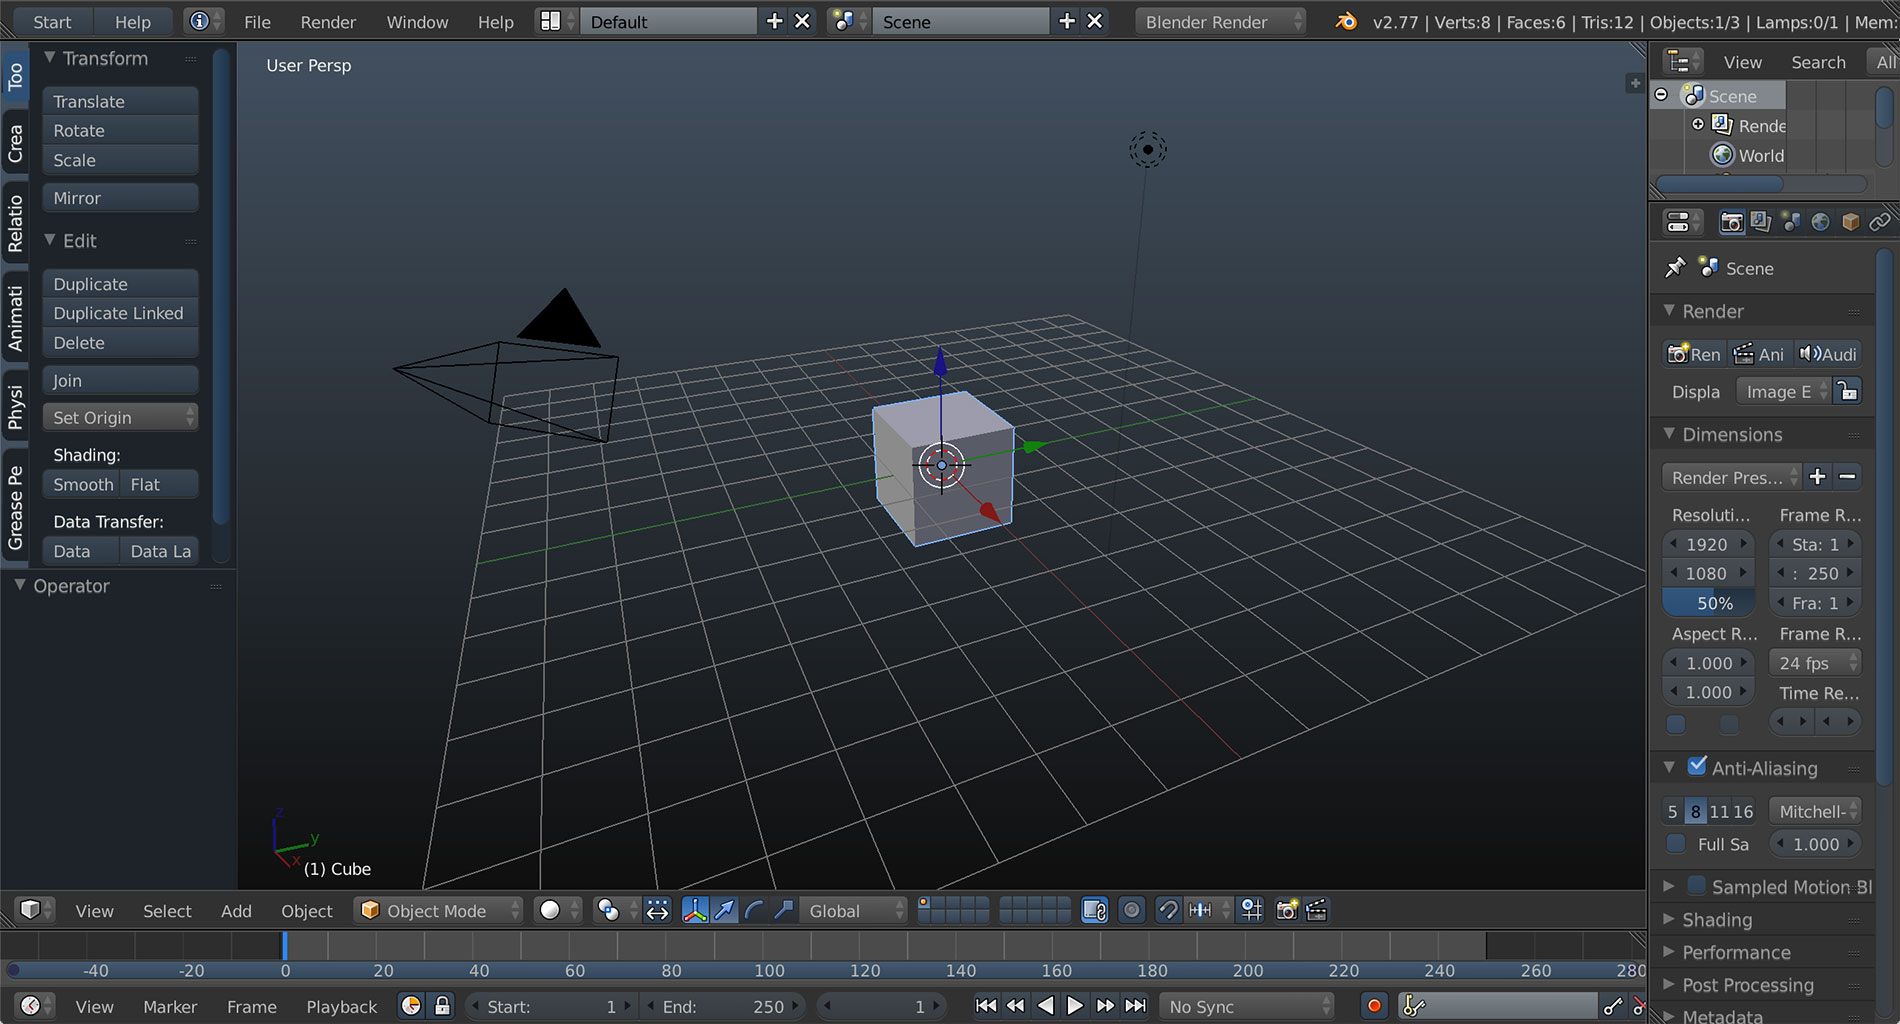 Start Help File Render Window Help Default Scene Blender Render v2.77 | Verts:8 | Faces:6 | Tris:12 | Objects:1/3 | Lamps:0/1 | Mem:
Too
Crea
Relatio
Animati
Physi
Grease Pe
Transform
Translate
Rotate
Scale
Mirror
Edit
Duplicate
Duplicate Linked
Delete
Join
Set Origin
Shading:
Smooth Flat
Data Transfer:
Data Data La
Operator
User Persp
z
y
x
(1) Cube
View Search All
Scene
Rende
World
Scene
Render
Ren Ani Audi
Displa Image E
Dimensions
Render Pres...
Resoluti... Frame R...
1920 Sta: 1
1080 : 250
50% Fra: 1
Aspect R... Frame R...
1.000 24 fps
1.000 Time Re...
Anti-Aliasing
5 8 11 16 Mitchell-
Full Sa 1.000
Sampled Motion Bl
Shading
Performance
Post Processing
Metadata
View Select Add Object Object Mode Global
-40 -20 0 20 40 60 80 100 120 140 160 180 200 220 240 260 280
View Marker Frame Playback Start: 1 End: 250 1 No Sync